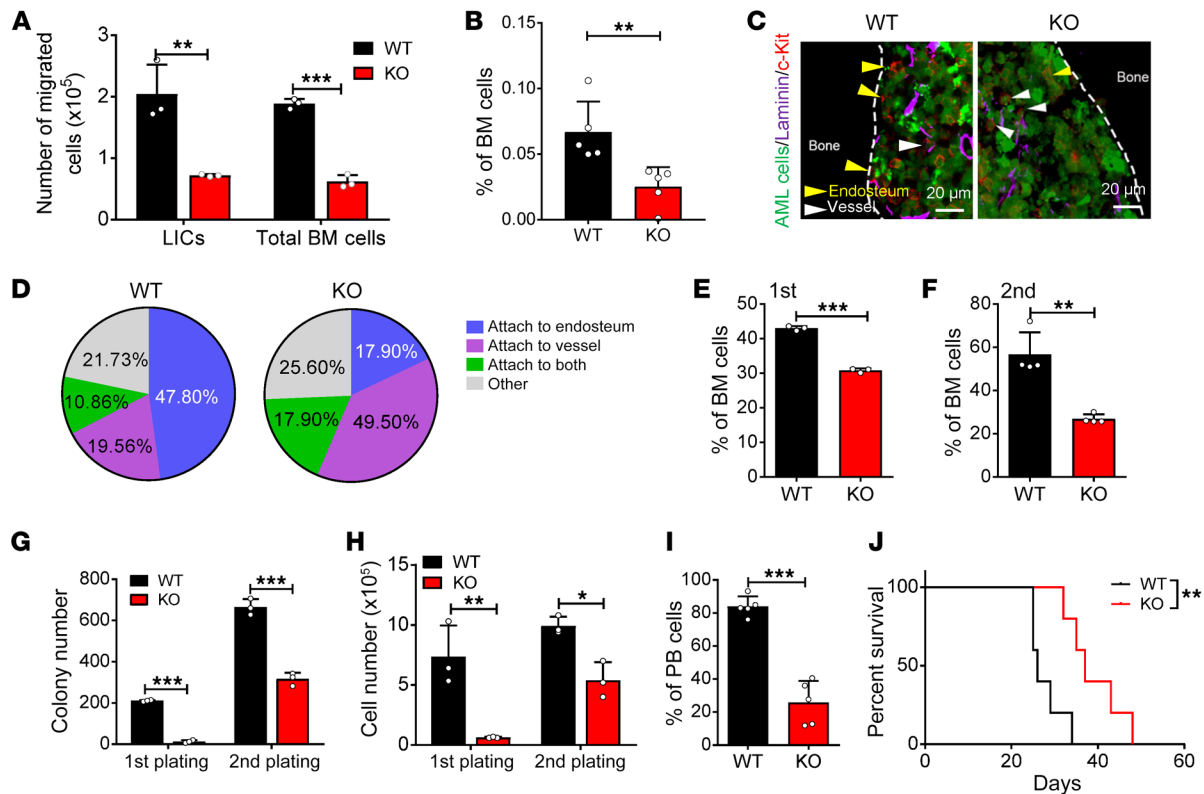 A
Number of migrated
cells (x10⁵)
3
2
1
0
**
***
WT
KO
LICs
Total BM cells
B
% of BM cells
0.15
0.10
0.05
0.00
**
WT
KO
C
WT
KO
AML cells/Laminin/c-Kit
Bone
Bone
Endosteum
Vessel
20 µm
20 µm
D
WT
KO
21.73%
10.86%
19.56%
47.80%
25.60%
17.90%
17.90%
49.50%
Attach to endosteum
Attach to vessel
Attach to both
Other
E
1st
% of BM cells
50
40
30
20
10
0
***
WT
KO
F
2nd
% of BM cells
80
60
40
20
0
**
WT
KO
G
Colony number
800
600
400
200
0
WT
KO
***
***
1st plating
2nd plating
H
Cell number (x10⁵)
15
10
5
0
WT
KO
**
*
1st plating
2nd plating
I
% of PB cells
100
80
60
40
20
0
***
WT
KO
J
Percent survival
100
50
0
WT
KO
**
0
20
40
60
Days